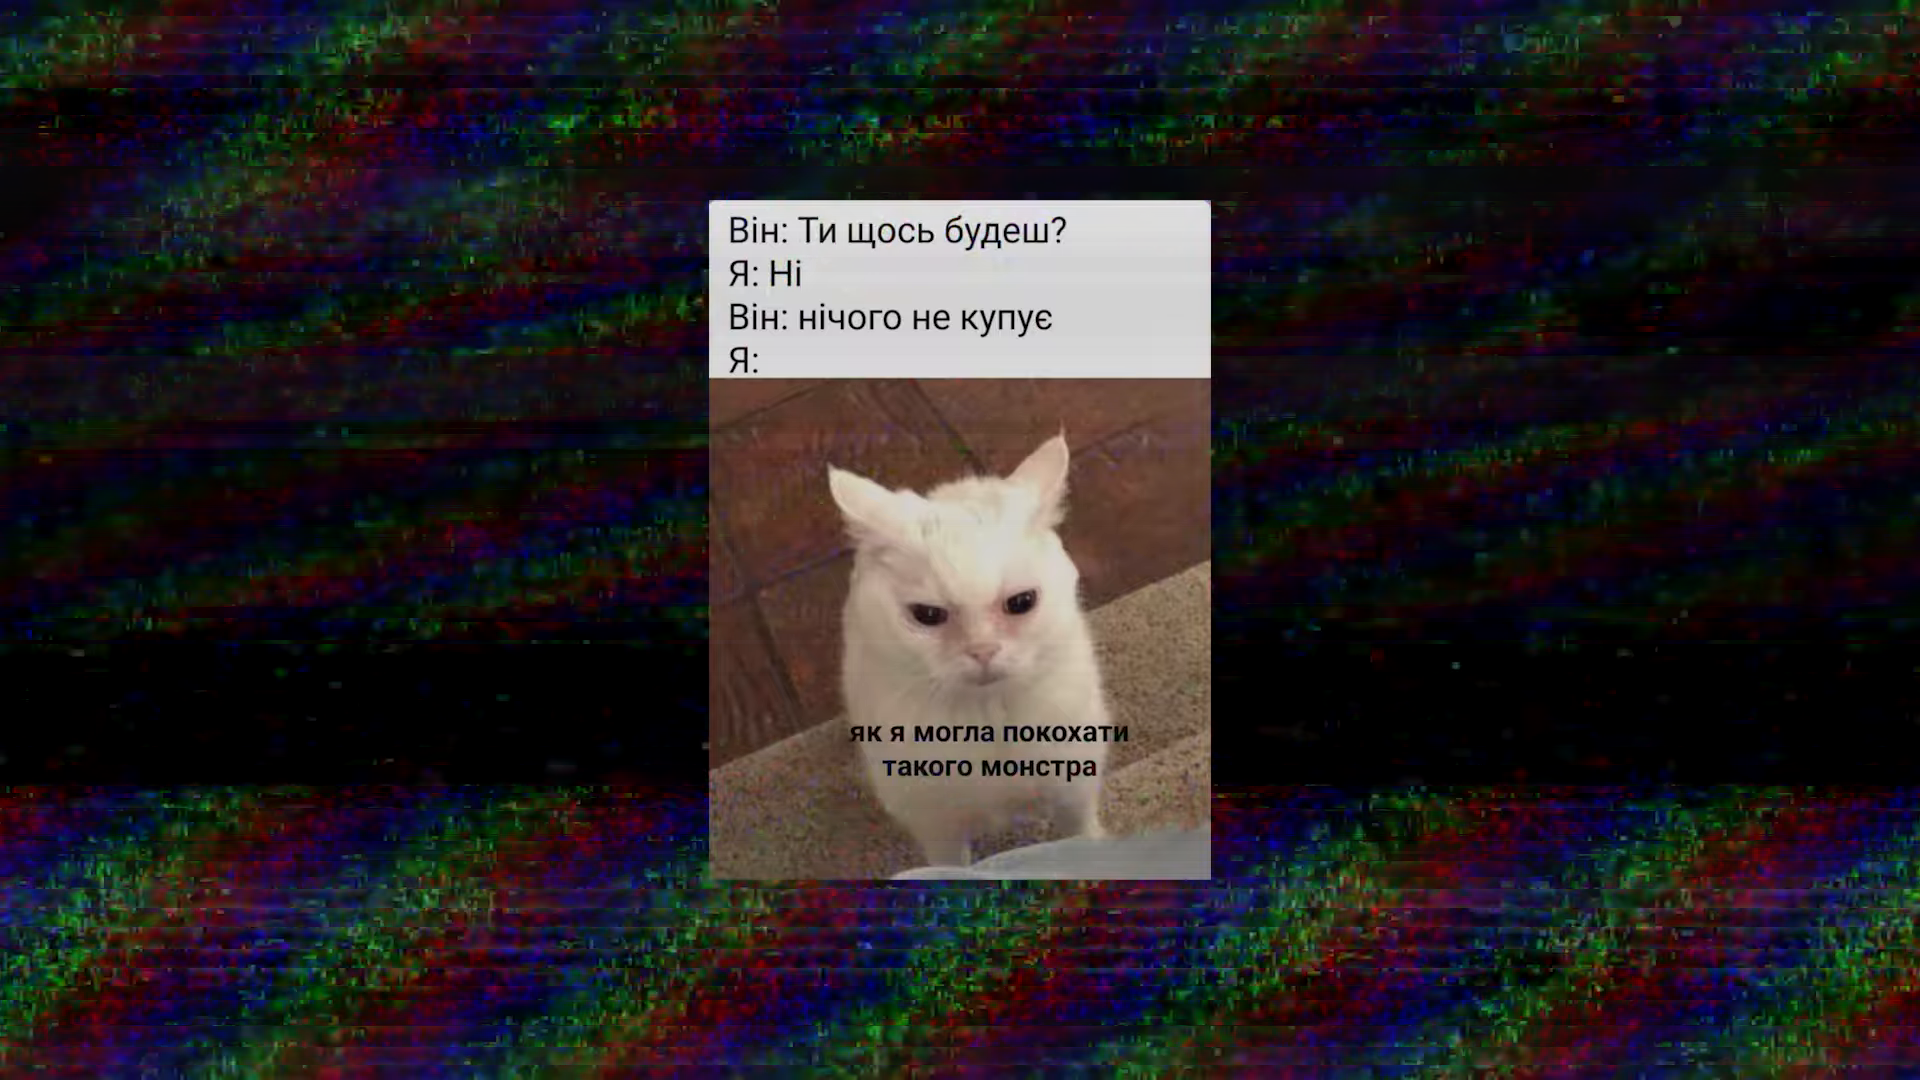 Він: Ти щось будеш?
Я: Ні
Він: нічого не купує
Я:
як я могла покохати
такого монстра